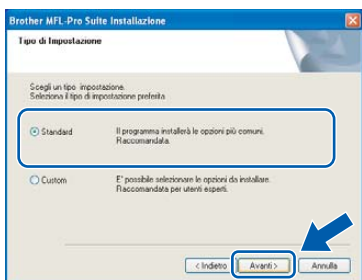 Brother MFL-Pro Suite Installazione
Tipo di Impostazione
Scegli un tipo impostazione.
Seleziona il tipo di impostazione preferita
Standard
Il programma installerà le opzioni più comuni.
Raccomandata.
Custom
E' possibile selezionare le opzioni da installare.
Raccomandata per utenti esperti.
< Indietro
Avanti >
Annulla